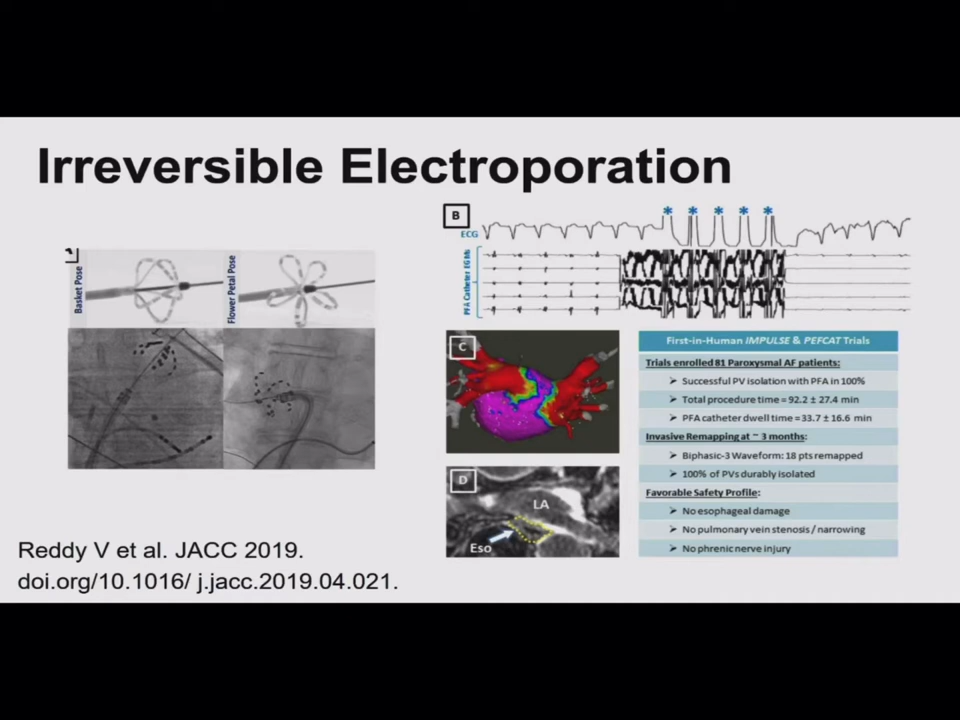 Irreversible Electroporation
Basket Pose
Flower Petal Pose
B
ECG
PFA Catheter EGMs
* * * * *
C
D
LA
Eso
First-in-Human IMPULSE & PEFCAT Trials
Trials enrolled 81 Paroxysmal AF patients:
➢ Successful PV isolation with PFA in 100%
➢ Total procedure time = 92.2 ± 27.4 min
➢ PFA catheter dwell time = 33.7 ± 16.6 min
Invasive Remapping at ~ 3 months:
➢ Biphasic-3 Waveform: 18 pts remapped
➢ 100% of PVs durably isolated
Favorable Safety Profile:
➢ No esophageal damage
➢ No pulmonary vein stenosis / narrowing
➢ No phrenic nerve injury
Reddy V et al. JACC 2019.
doi.org/10.1016/ j.jacc.2019.04.021.